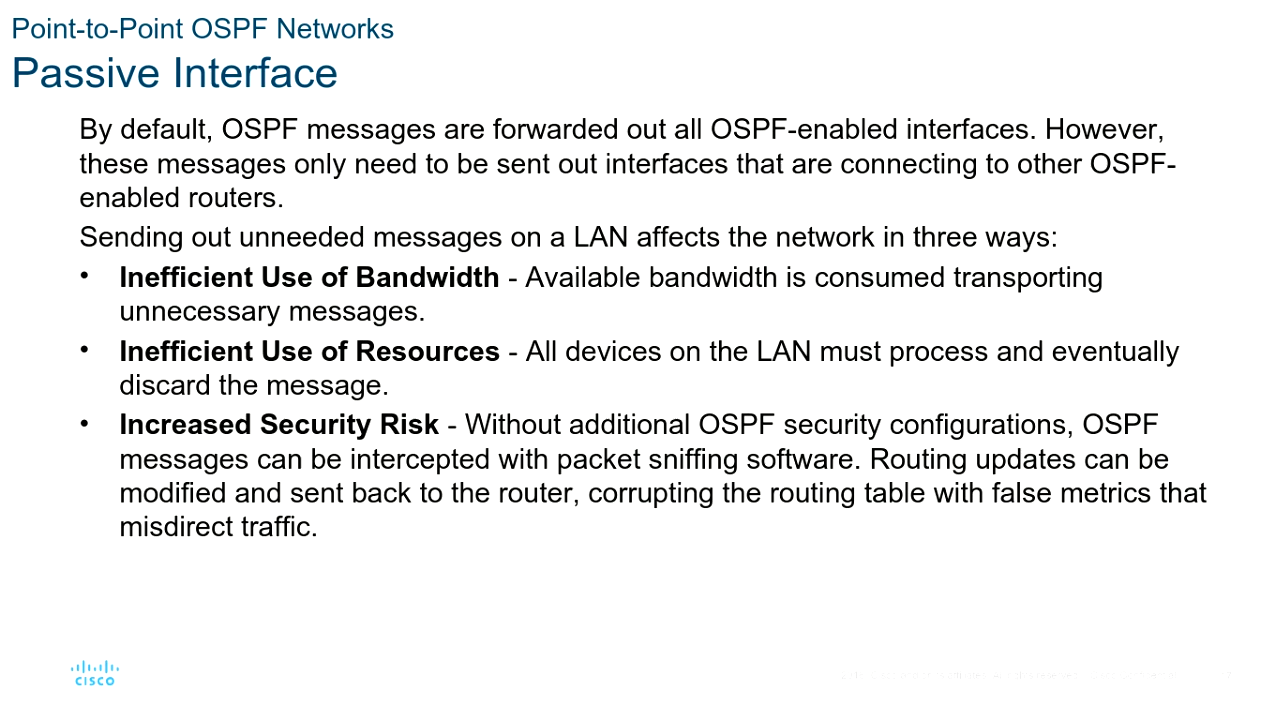 Point-to-Point OSPF Networks
Passive Interface
By default, OSPF messages are forwarded out all OSPF-enabled interfaces. However,
these messages only need to be sent out interfaces that are connecting to other OSPF-
enabled routers.
Sending out unneeded messages on a LAN affects the network in three ways:
• Inefficient Use of Bandwidth - Available bandwidth is consumed transporting
unnecessary messages.
• Inefficient Use of Resources - All devices on the LAN must process and eventually
discard the message.
• Increased Security Risk - Without additional OSPF security configurations, OSPF
messages can be intercepted with packet sniffing software. Routing updates can be
modified and sent back to the router, corrupting the routing table with false metrics that
misdirect traffic.
CISCO